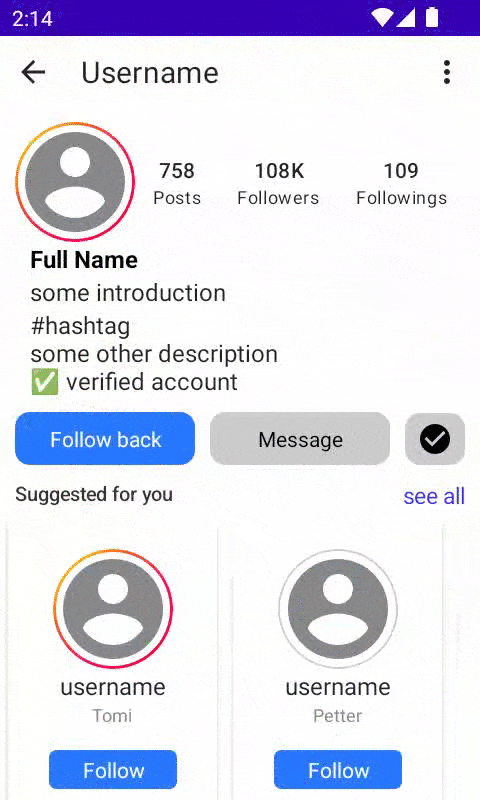 2:14
Username
758 108K 109
Posts Followers Followings
Full Name
some introduction
#hashtag
some other description
✅ verified account
Follow back Message
Suggested for you see all
username username
Tomi Petter
Follow Follow